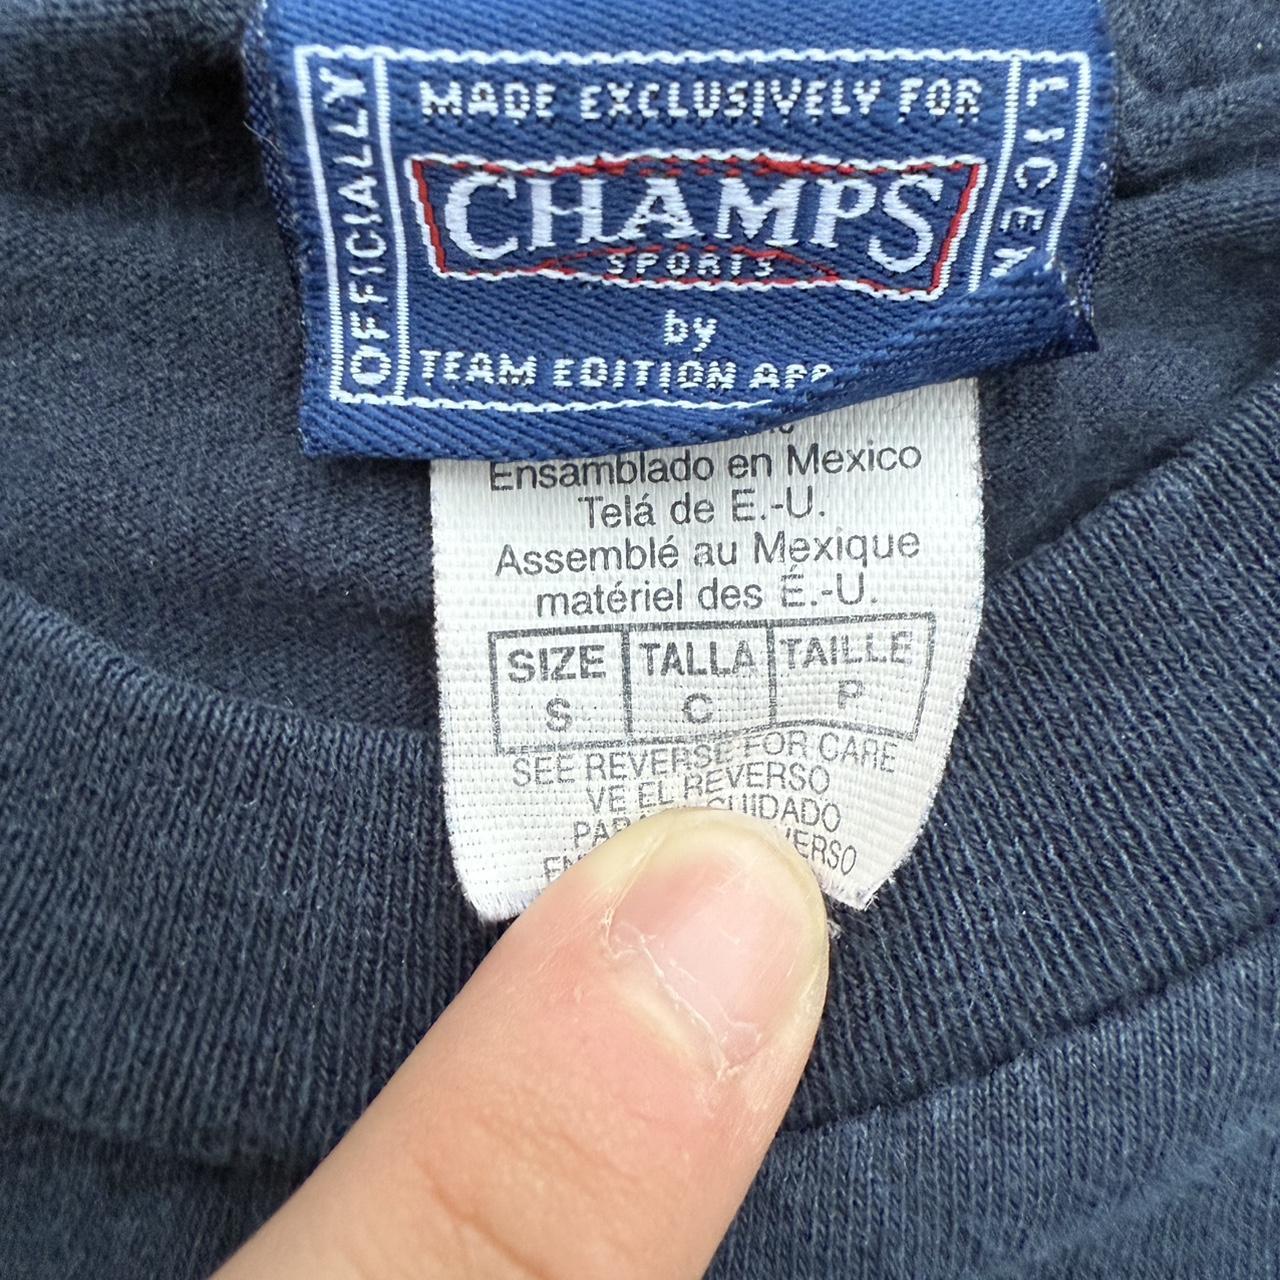 OFFICIALLY
MADE EXCLUSIVELY FOR
CHAMPS
SPORTS
by
TEAM EDITION
Ensamblado en Mexico
Telá de E.-U.
Assemblé au Mexique
matériel des É.-U.
SIZE TALLA TAILLE
S C P
SEE REVERSE FOR CARE
VE EL REVERSO
CUIDADO